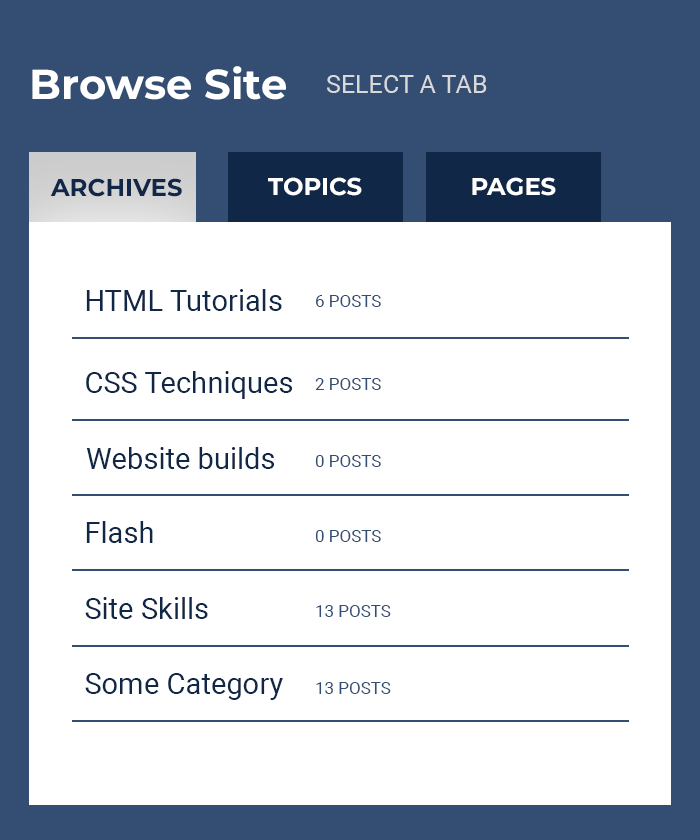 Browse Site SELECT A TAB
ARCHIVES TOPICS PAGES
HTML Tutorials 6 POSTS
CSS Techniques 2 POSTS
Website builds 0 POSTS
Flash 0 POSTS
Site Skills 13 POSTS
Some Category 13 POSTS